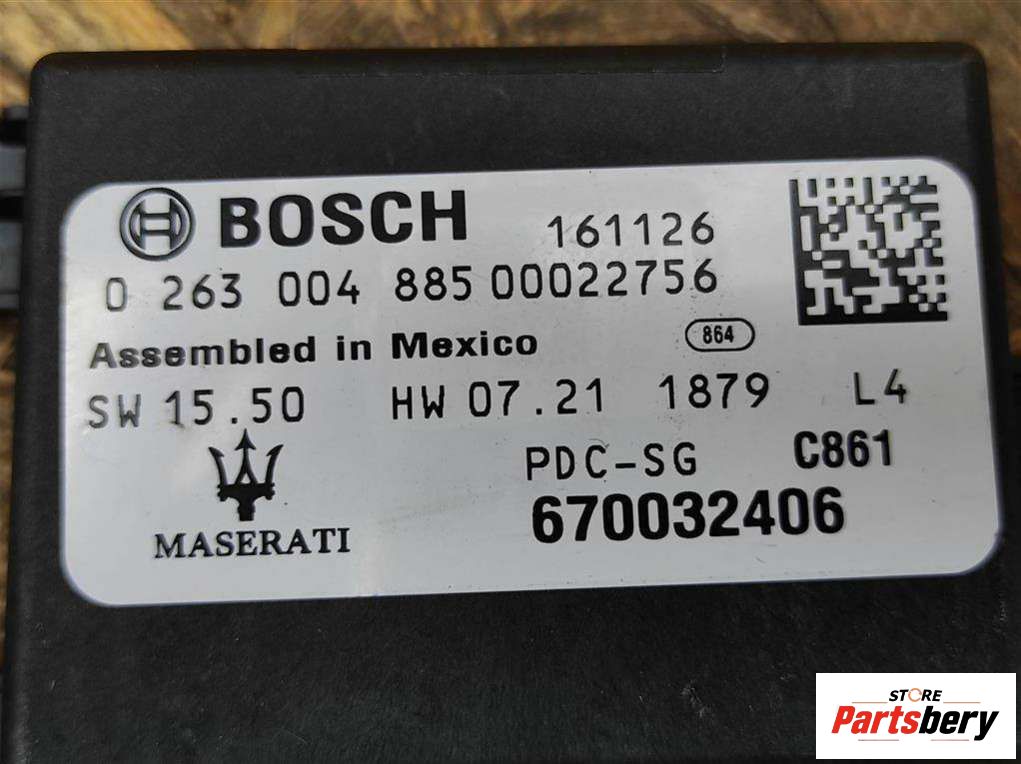 BOSCH 161126
0 263 004 885 00022756
Assembled in Mexico 864
SW 15.50 HW 07.21 1879 L4
PDC-SG C861
670032406
MASERATI
STORE
Partsbery